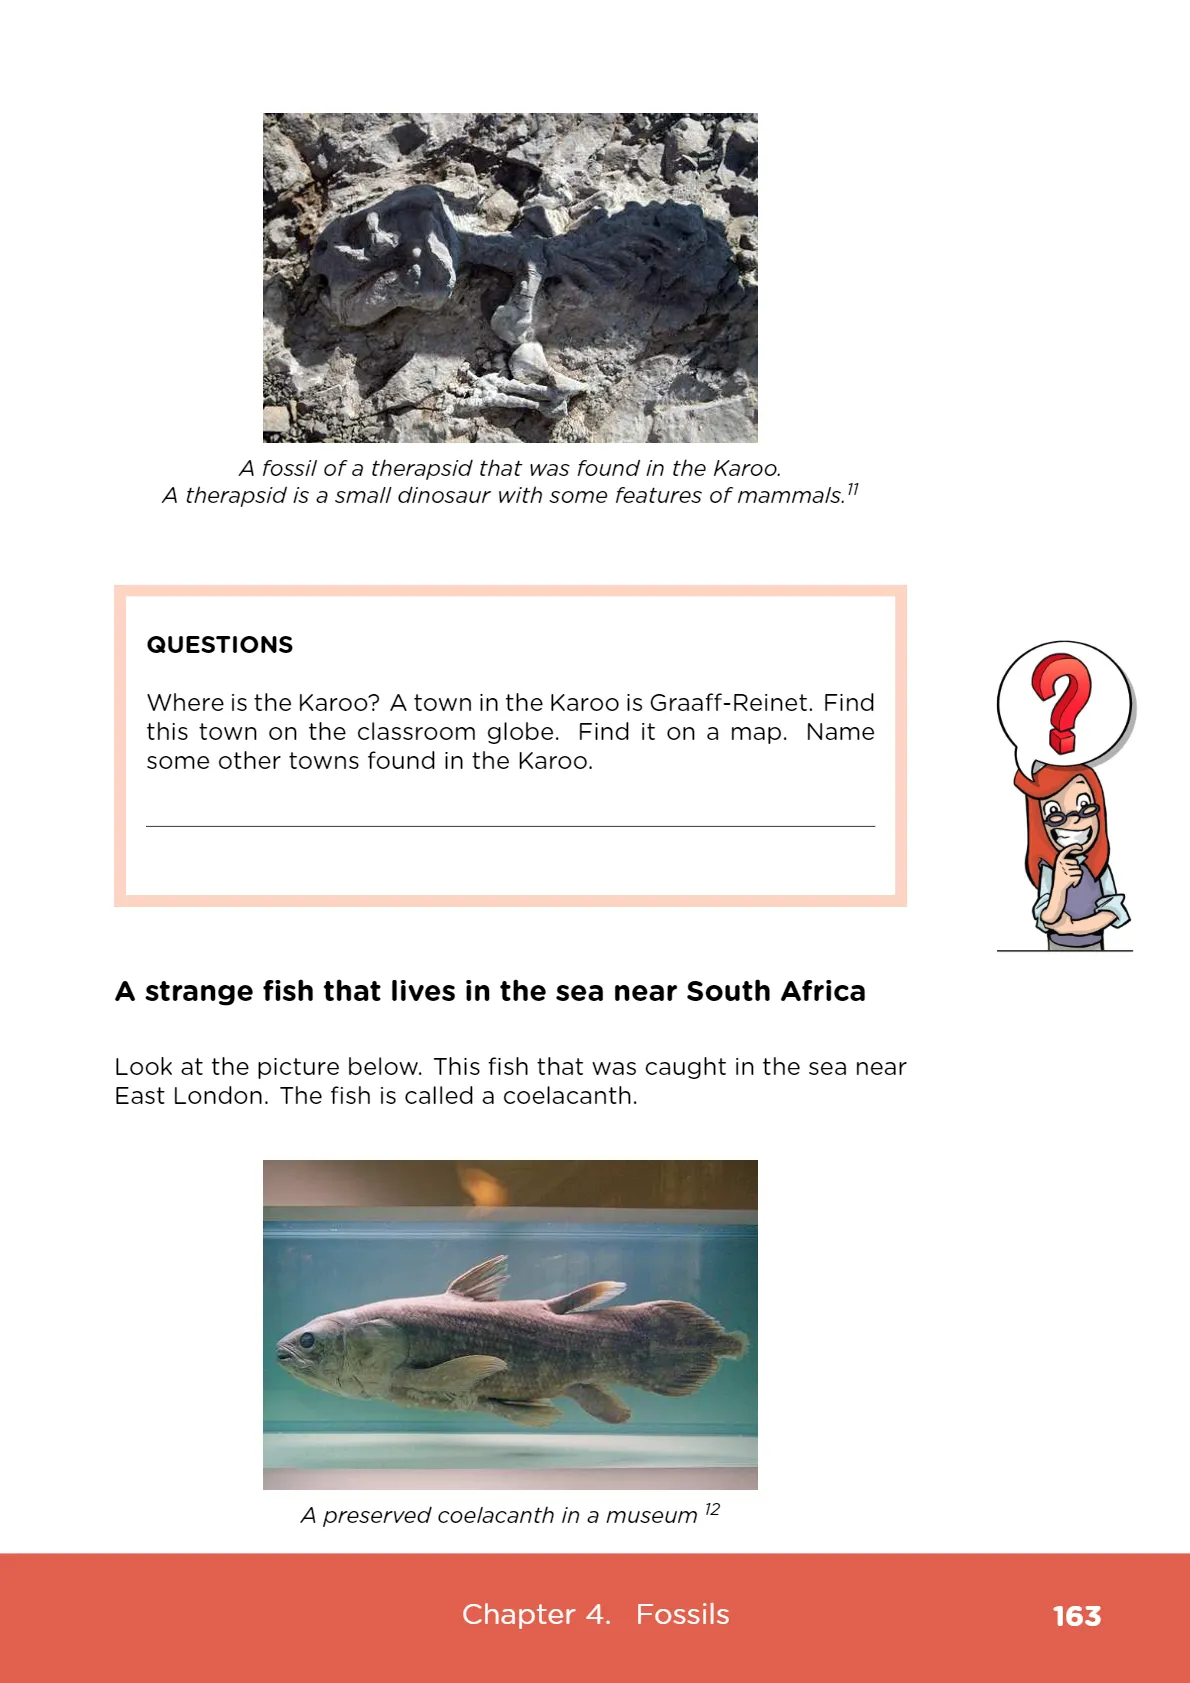 A fossil of a therapsid that was found in the Karoo.
A therapsid is a small dinosaur with some features of mammals.11
QUESTIONS
Where is the Karoo? A town in the Karoo is Graaff-Reinet. Find
this town on the classroom globe. Find it on a map. Name
some other towns found in the Karoo.
A strange fish that lives in the sea near South Africa
Look at the picture below. This fish that was caught in the sea near
East London. The fish is called a coelacanth.
A preserved coelacanth in a museum 12
Chapter 4. Fossils
163